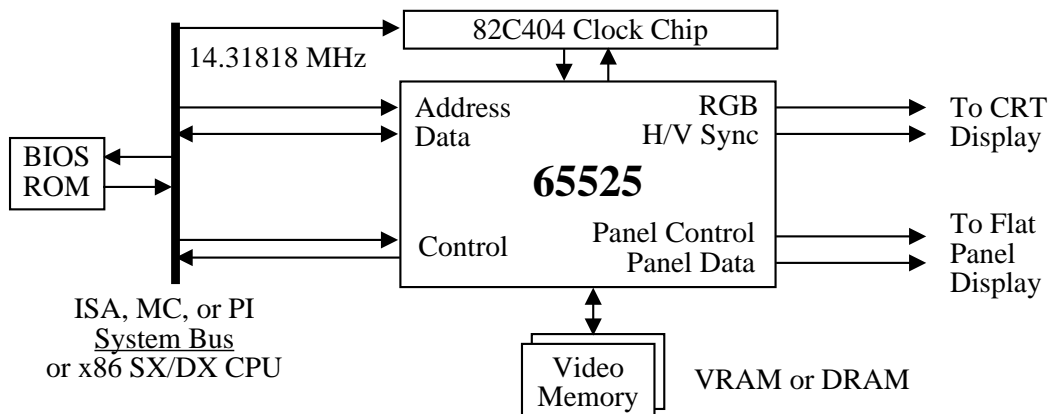 82C404 Clock Chip
14.31818 MHz
Address
Data
RGB
H/V Sync
To CRT
Display
BIOS
ROM
65525
Control
Panel Control
Panel Data
To Flat
Panel
Display
ISA, MC, or PI
System Bus
or x86 SX/DX CPU
Video
Memory
VRAM or DRAM